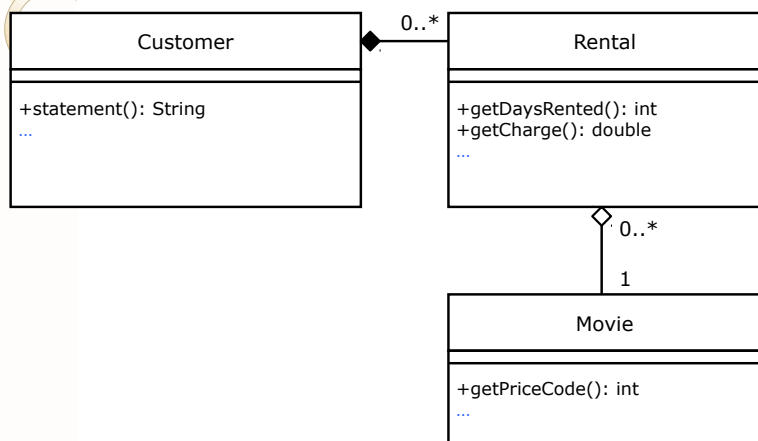 Customer
0..*
Rental
+statement(): String
...
+getDaysRented(): int
+getCharge(): double
...
0..*
1
Movie
+getPriceCode(): int
...